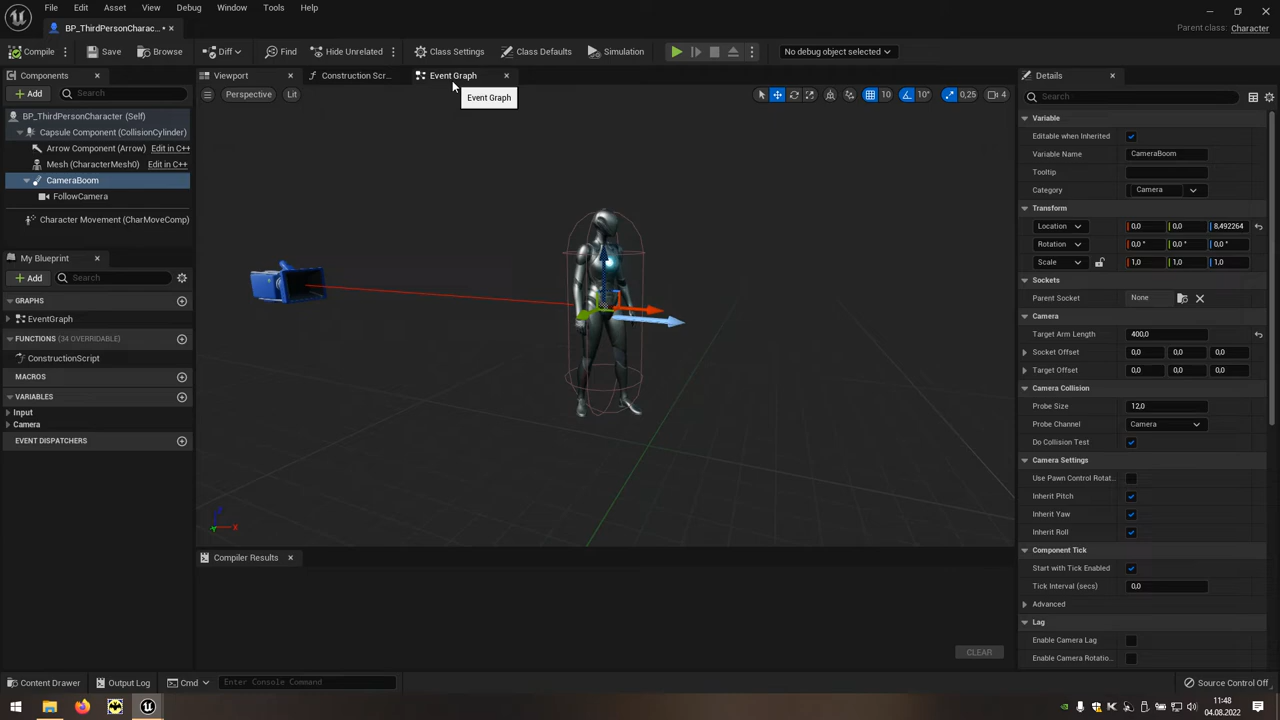 File Edit Asset View Debug Window Tools Help
BP_ThirdPersonCharac...
Parent class: Character
Compile Save Browse Diff Find Hide Unrelated Class Settings Class Defaults Simulation No debug object selected
Components Viewport Construction Scr... Event Graph Details
Add Search Perspective Lit Event Graph 10 10° 0,25 4 Search
BP_ThirdPersonCharacter (Self)
Capsule Component (CollisionCylinder)
Arrow Component (Arrow) Edit in C++
Mesh (CharacterMesh0) Edit in C++
CameraBoom
FollowCamera
Character Movement (CharMoveComp)
My Blueprint
Add Search
GRAPHS
EventGraph
FUNCTIONS (34 OVERRIDABLE)
ConstructionScript
MACROS
VARIABLES
Input
Camera
EVENT DISPATCHERS
Z
X
Y
Compiler Results
CLEAR
Variable
Editable when Inherited
Variable Name CameraBoom
Tooltip
Category Camera
Transform
Location 0,0 0,0 8,492264
Rotation 0,0 ° 0,0 ° 0,0 °
Scale 1,0 1,0 1,0
Sockets
Parent Socket None
Camera
Target Arm Length 400,0
Socket Offset 0,0 0,0 0,0
Target Offset 0,0 0,0 0,0
Camera Collision
Probe Size 12,0
Probe Channel Camera
Do Collision Test
Camera Settings
Use Pawn Control Rotat...
Inherit Pitch
Inherit Yaw
Inherit Roll
Component Tick
Start with Tick Enabled
Tick Interval (secs) 0,0
Advanced
Lag
Enable Camera Lag
Enable Camera Rotatio...
Content Drawer Output Log Cmd Enter Console Command Source Control Off
11:48
04.08.2022